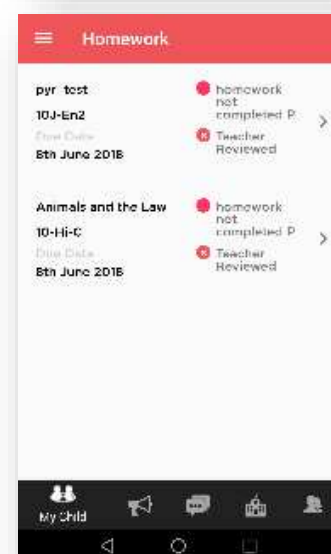 Homework
pyr test
10J-En2
Due Date
8th June 2018
homework
not
completed P
Teacher
Reviewed
Animals and the Law
10-Hi-C
Due Date
8th June 2018
homework
not
completed P
Teacher
Reviewed
My Child